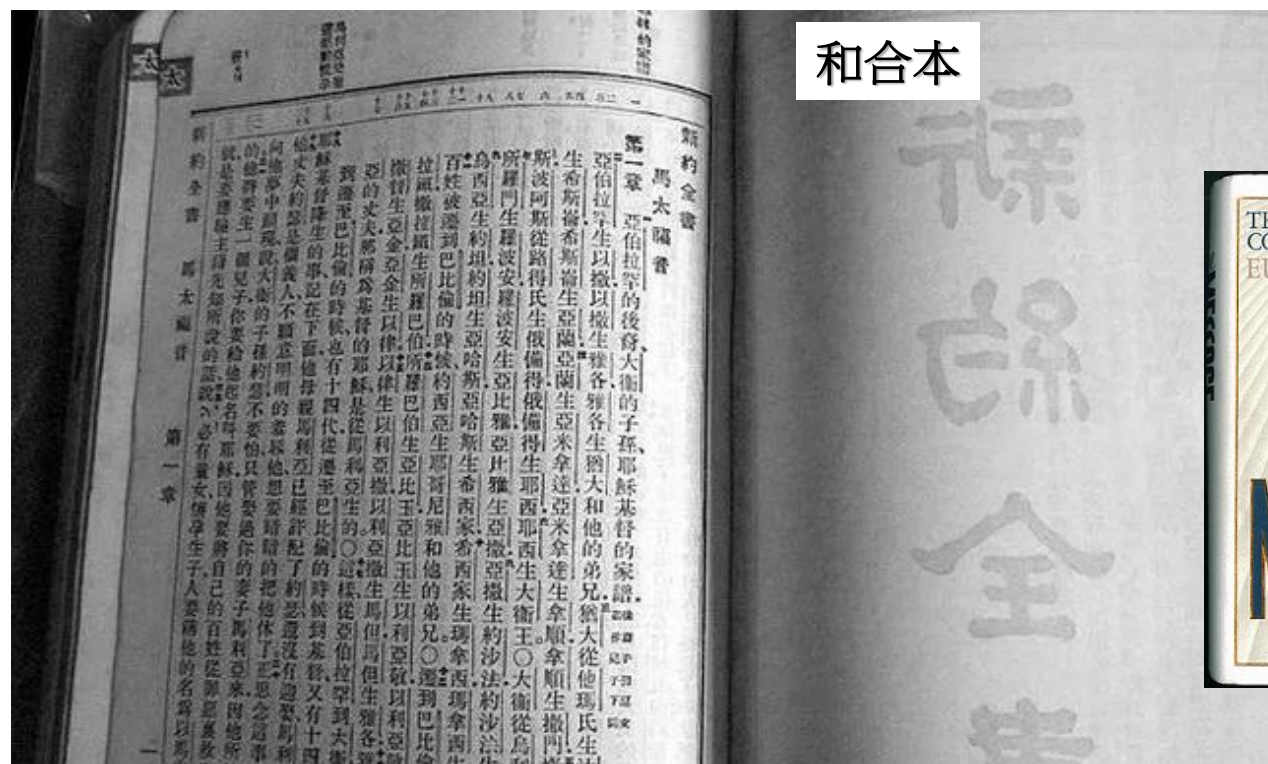 和合本
太
太
新約全書
馬太福音
第一章 亞伯拉罕的後裔、大衛的子孫、耶穌基督的家譜.
亞伯拉罕生以撒.以撒生雅各.雅各生猶大和他的弟兄.猶大從他瑪氏生
生希斯崙.希斯崙生亞蘭.亞蘭生亞米拿達.亞米拿達生拿順.拿順生撒門.
斯波阿斯從路得氏生俄備得.俄備得生耶西.耶西生大衛王。〇大衛從烏利
所羅門生羅波安.羅波安生亞比雅.亞比雅生亞撒.亞撒生約沙法.約沙法生
烏西亞生約坦.約坦生亞哈斯.亞哈斯生希西家.希西家生瑪拿西.瑪拿西生
百姓被遷到巴比倫的時候、約西亞生耶哥尼雅和他的弟兄。〇遷到巴比倫
拉鐵.撒拉鐵生所羅巴伯.所羅巴伯生亞比玉.亞比玉生以利亞敬.以利亞敬
撒督生亞金.亞金生以律.以律生以利亞撒.以利亞撒生馬但.馬但生雅各.雅
亞的丈夫.那稱為基督的耶穌、是從馬利亞生的。〇這樣從亞伯拉罕到大衛
到遷至巴比倫的時候、也有十四代.從遷至巴比倫的時候到基督、又有十四
耶穌基督降生的事、記在下面.他母親馬利亞已經許配了約瑟、還沒有迎娶、馬利
他丈夫約瑟是個義人、不願意明明的羞辱他、想要暗暗的把他休了.正思念這事
向他夢中顯現、說、大衛的子孫約瑟、不要怕、只管娶過你的妻子馬利亞來.因他所
的.他將要生一個兒子.你要給他起名叫耶穌.因他要將自己的百姓從罪惡裏救
就是要應驗主藉先知所說的話、說、必有童女懷孕生子、人要稱他的名為以馬
新約全書 馬太福音 第一章 一
新約全書